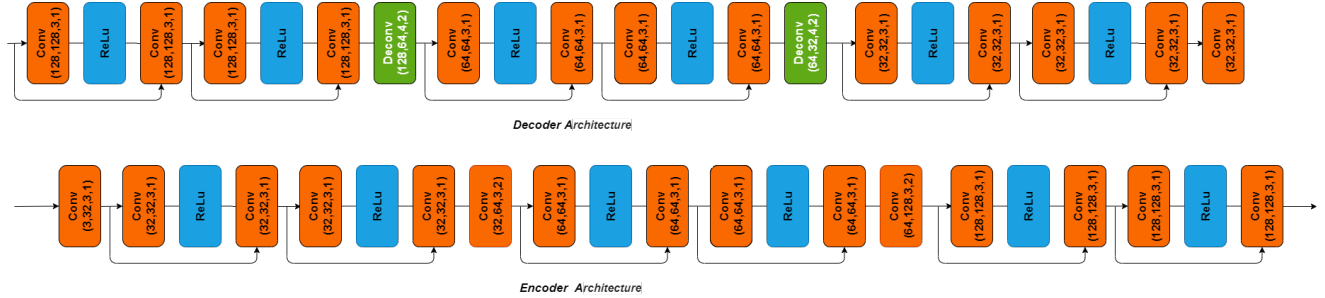 Conv
(128,128,3,1)
ReLu
Conv
(128,128,3,1)
Conv
(128,128,3,1)
ReLu
Conv
(128,128,3,1)
Deconv
(128,64,4,2)
Conv
(64,64,3,1)
ReLu
Conv
(64,64,3,1)
Conv
(64,64,3,1)
ReLu
Conv
(64,64,3,1)
Deconv
(64,32,4,2)
Conv
(32,32,3,1)
ReLu
Conv
(32,32,3,1)
Conv
(32,32,3,1)
ReLu
Conv
(32,32,3,1)
Conv
(32,32,3,1)
Decoder Architecture
Conv
(3,32,3,1)
Conv
(32,32,3,1)
ReLu
Conv
(32,32,3,1)
Conv
(32,32,3,1)
ReLu
Conv
(32,32,3,1)
Conv
(32,64,3,2)
Conv
(64,64,3,1)
ReLu
Conv
(64,64,3,1)
Conv
(64,64,3,1)
ReLu
Conv
(64,64,3,1)
Conv
(64,128,3,2)
Conv
(128,128,3,1)
ReLu
Conv
(128,128,3,1)
Conv
(128,128,3,1)
ReLu
Conv
(128,128,3,1)
Encoder Architecture